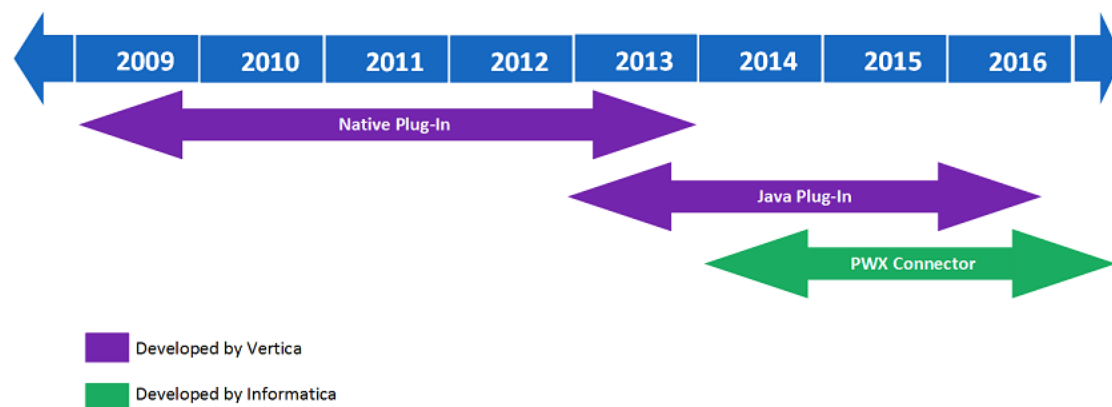 2009 2010 2011 2012 2013 2014 2015 2016
Native Plug-In
Java Plug-In
PWX Connector
Developed by Vertica
Developed by Informatica